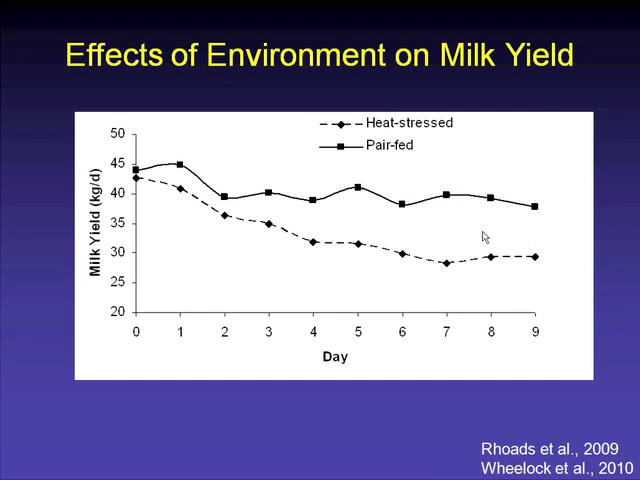 Effects of Environment on Milk Yield
Heat-stressed
Pair-fed
Milk Yield (kg/d)
50
45
40
35
30
25
20
0 1 2 3 4 5 6 7 8 9
Day
Rhoads et al., 2009
Wheelock et al., 2010